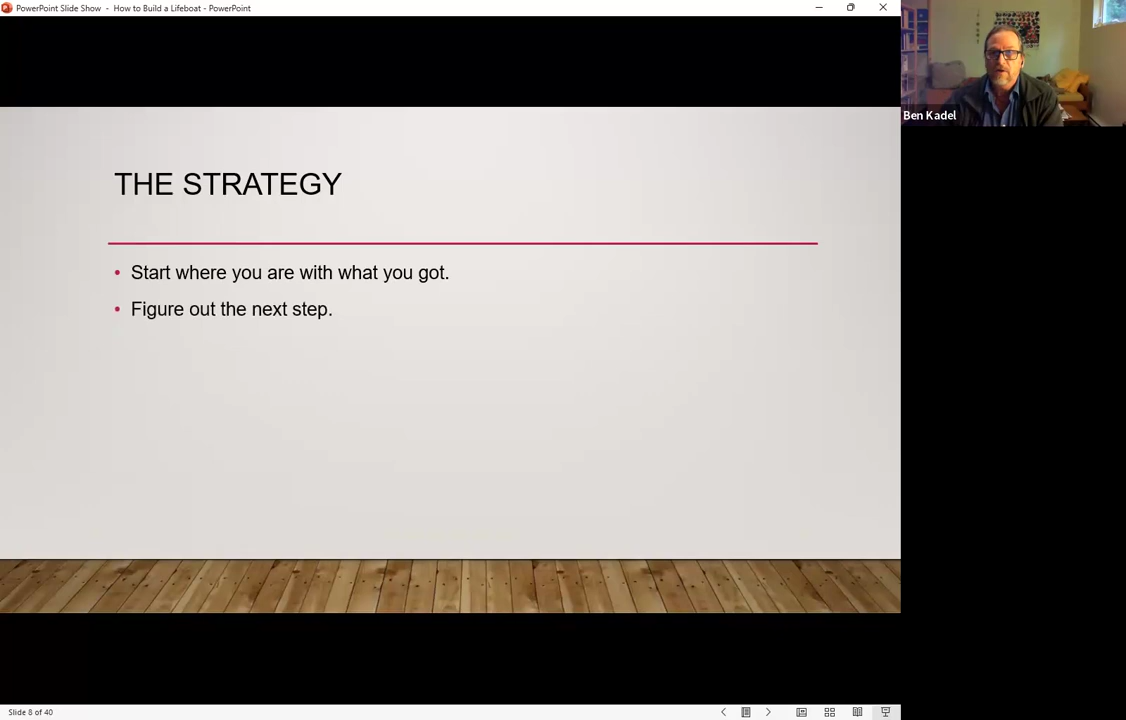 PowerPoint Slide Show - How to Build a Lifeboat - PowerPoint
Ben Kadel
THE STRATEGY
• Start where you are with what you got.
• Figure out the next step.
Slide 8 of 40